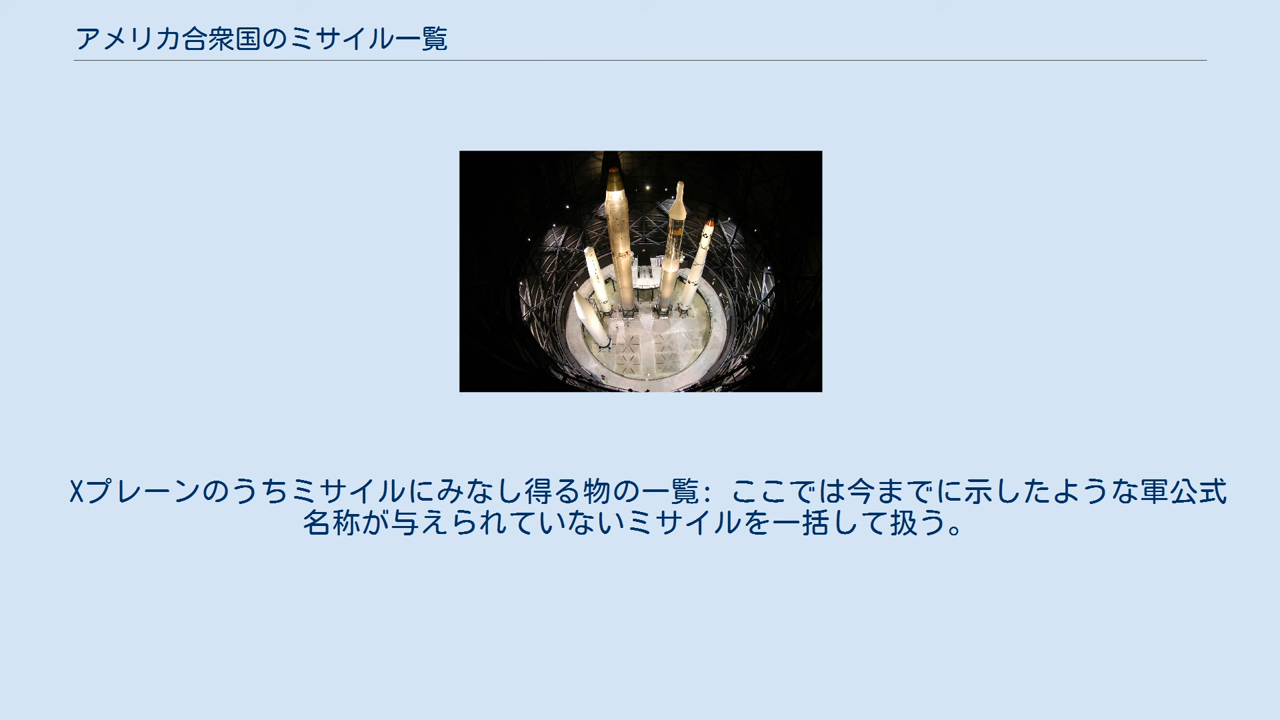 アメリカ合衆国のミサイル一覧
Xプレーンのうちミサイルにみなし得る物の一覧: ここでは今までに示したような軍公式
名称が与えられていないミサイルを一括して扱う。